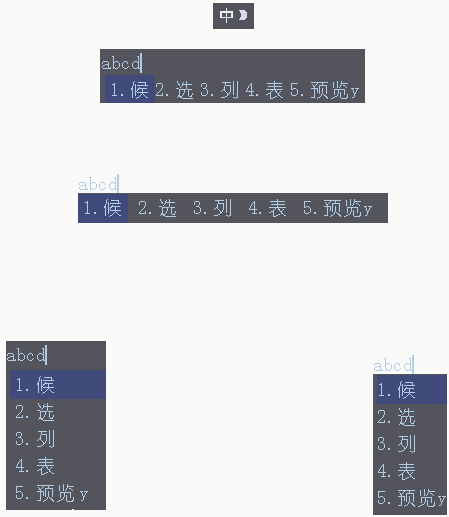 中
abcd
1.候 2.选 3.列 4.表 5.预览y
abcd
1.候 2.选 3.列 4.表 5.预览y
abcd
1.候
2.选
3.列
4.表
5.预览y
abcd
1.候
2.选
3.列
4.表
5.预览y